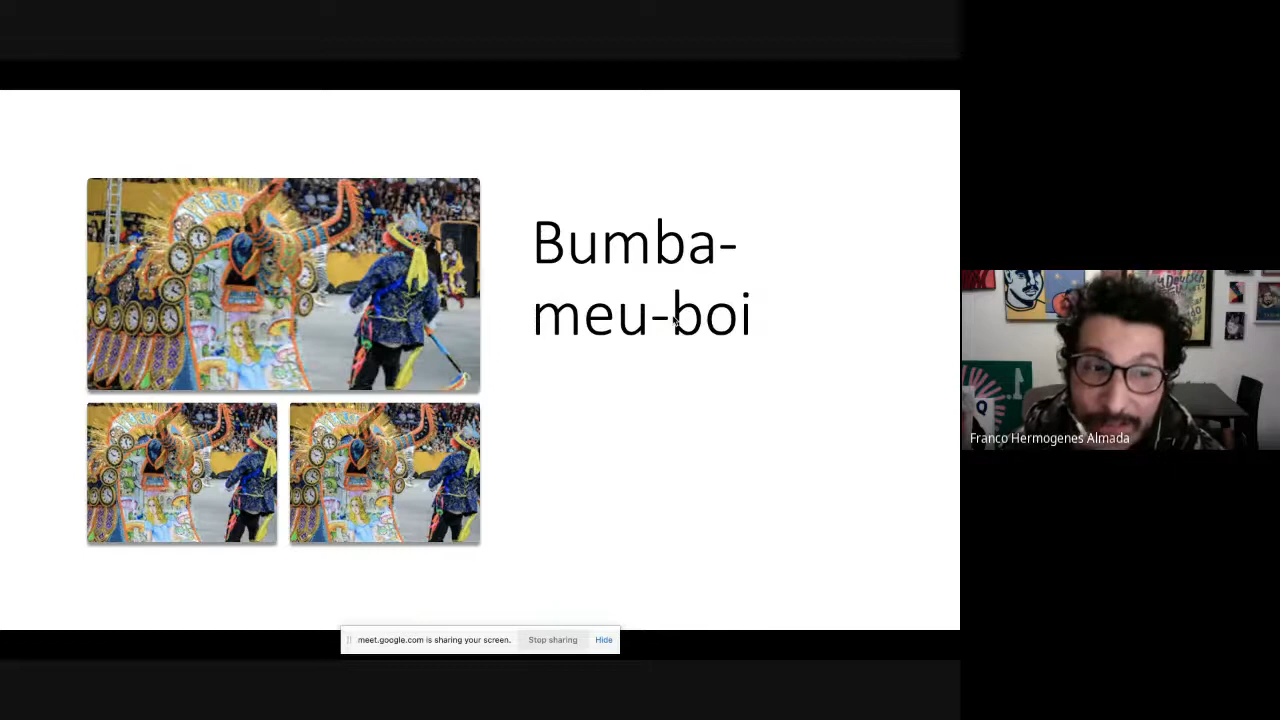 Bumba-
meu-boi
Franco Hermogenes Almada
meet.google.com is sharing your screen. Stop sharing Hide